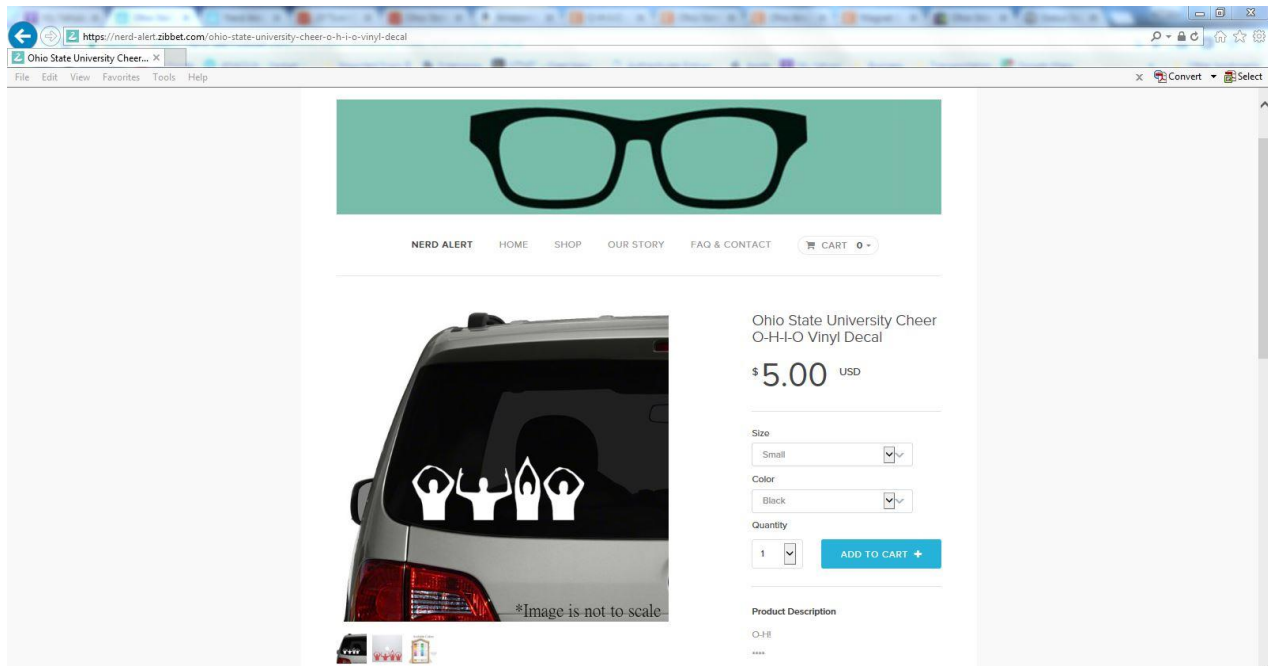 https://nerd-alert.zibbet.com/ohio-state-university-cheer-o-h-i-o-vinyl-decal
Ohio State University Cheer...
File Edit View Favorites Tools Help
Convert Select
NERD ALERT HOME SHOP OUR STORY FAQ & CONTACT CART 0
Ohio State University Cheer
O-H-I-O Vinyl Decal
$5.00 USD
Size
Small
Color
Black
Quantity
1 ADD TO CART +
*Image is not to scale
Product Description
O-H!
****